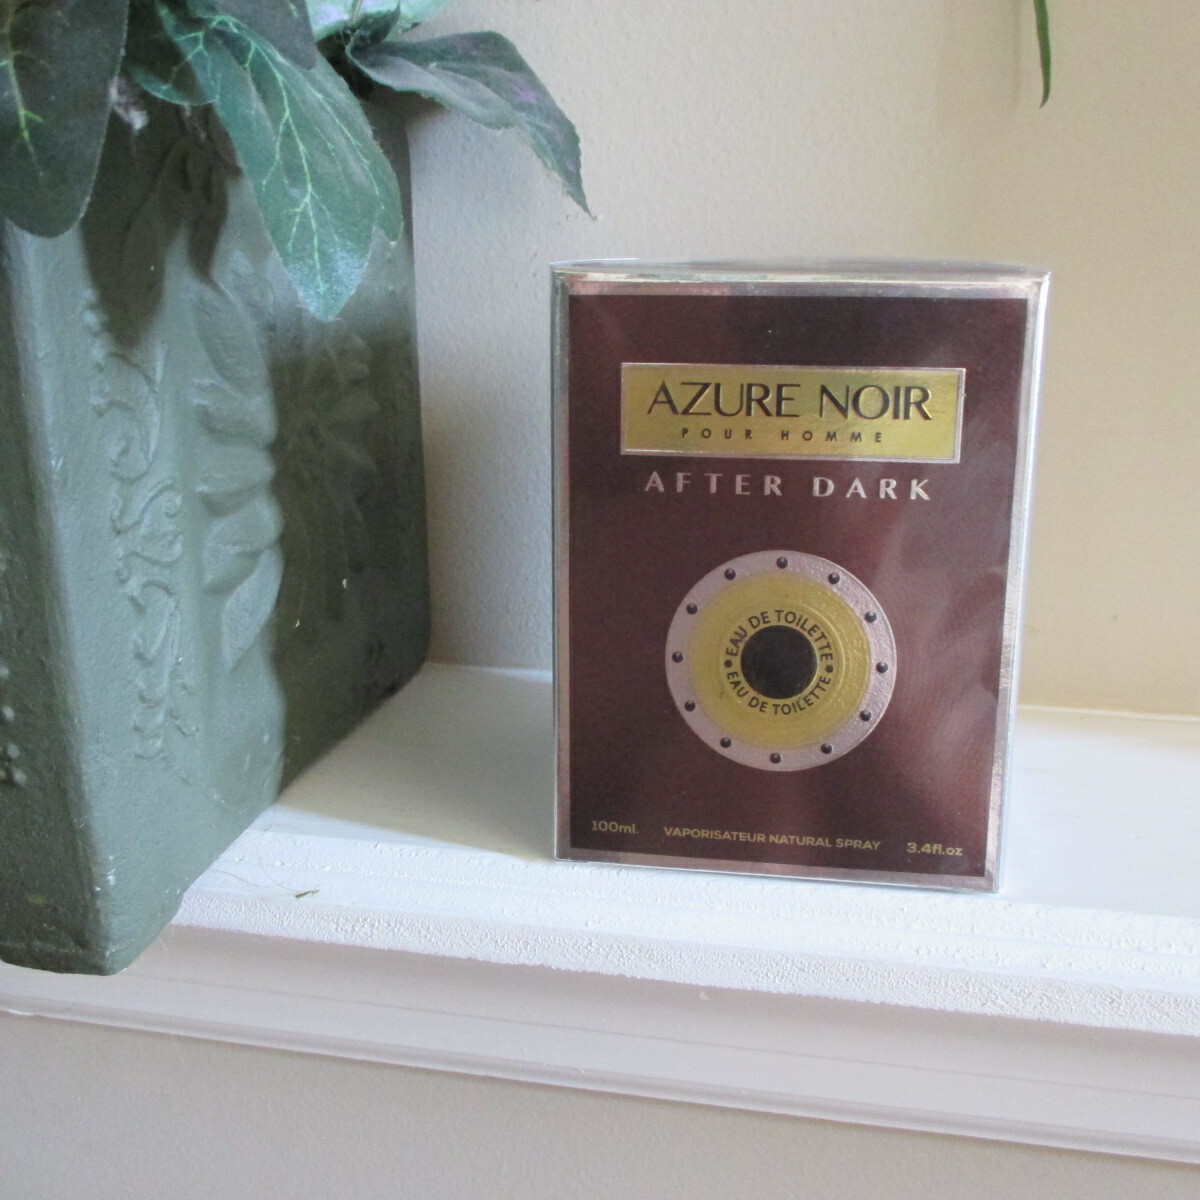 AZURE NOIR
POUR HOMME
AFTER DARK
EAU DE TOILETTE
EAU DE TOILETTE
100ml. VAPORISATEUR NATURAL SPRAY 3.4fl.oz